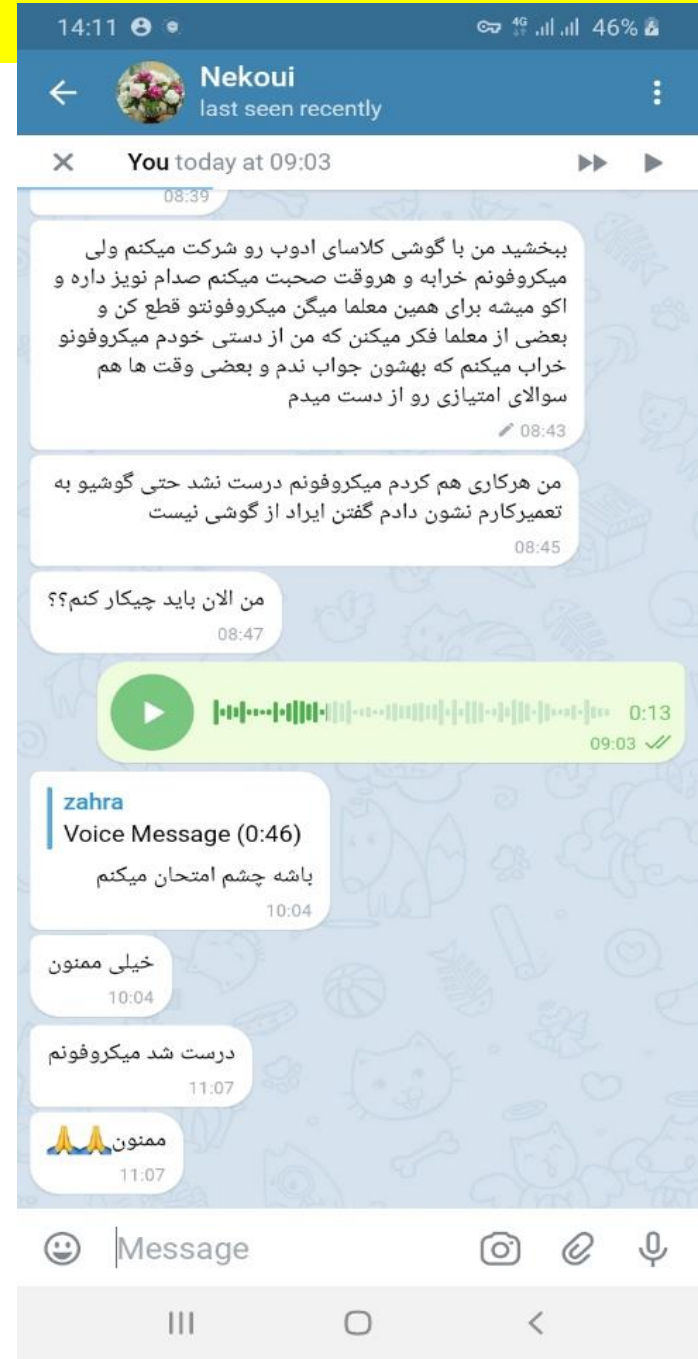 14:11
4G 46%
Nekoui
last seen recently
You today at 09:03
08:39
ببخشید من با گوشی کلاسای ادوب رو شرکت میکنم ولی
میکروفونم خرابه و هروقت صحبت میکنم صدام نویز داره و
اکو میشه برای همین معلما میگن میکروفونتو قطع کن و
بعضی از معلما فکر میکنن که من از دستی خودم میکروفونو
خراب میکنم که بهشون جواب ندم و بعضی وقت ها هم
سوالای امتیازی رو از دست میدم
08:43
من هرکاری هم کردم میکروفونم درست نشد حتی گوشیو به
تعمیرکارم نشون دادم گفتن ایراد از گوشی نیست
08:45
من الان باید چیکار کنم؟؟
08:47
0:13
09:03
zahra
Voice Message (0:46)
باشه چشم امتحان میکنم
10:04
خیلی ممنون
10:04
درست شد میکروفونم
11:07
ممنون🙏🙏
11:07
Message